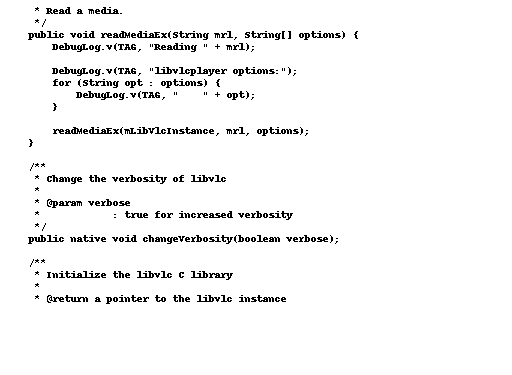 * Read a media.
     */
    public void readMediaEx(String mrl, String[] options) {
        DebugLog.v(TAG, "Reading " + mrl);

        DebugLog.v(TAG, "libvlcplayer options:");
        for (String opt : options) {
            DebugLog.v(TAG, "    " + opt);
        }

        readMediaEx(mLibVlcInstance, mrl, options);
    }

    /**
     * Change the verbosity of libvlc
     *
     * @param verbose
     *            : true for increased verbosity
     */
    public native void changeVerbosity(boolean verbose);

    /**
     * Initialize the libvlc C library
     *
     * @return a pointer to the libvlc instance